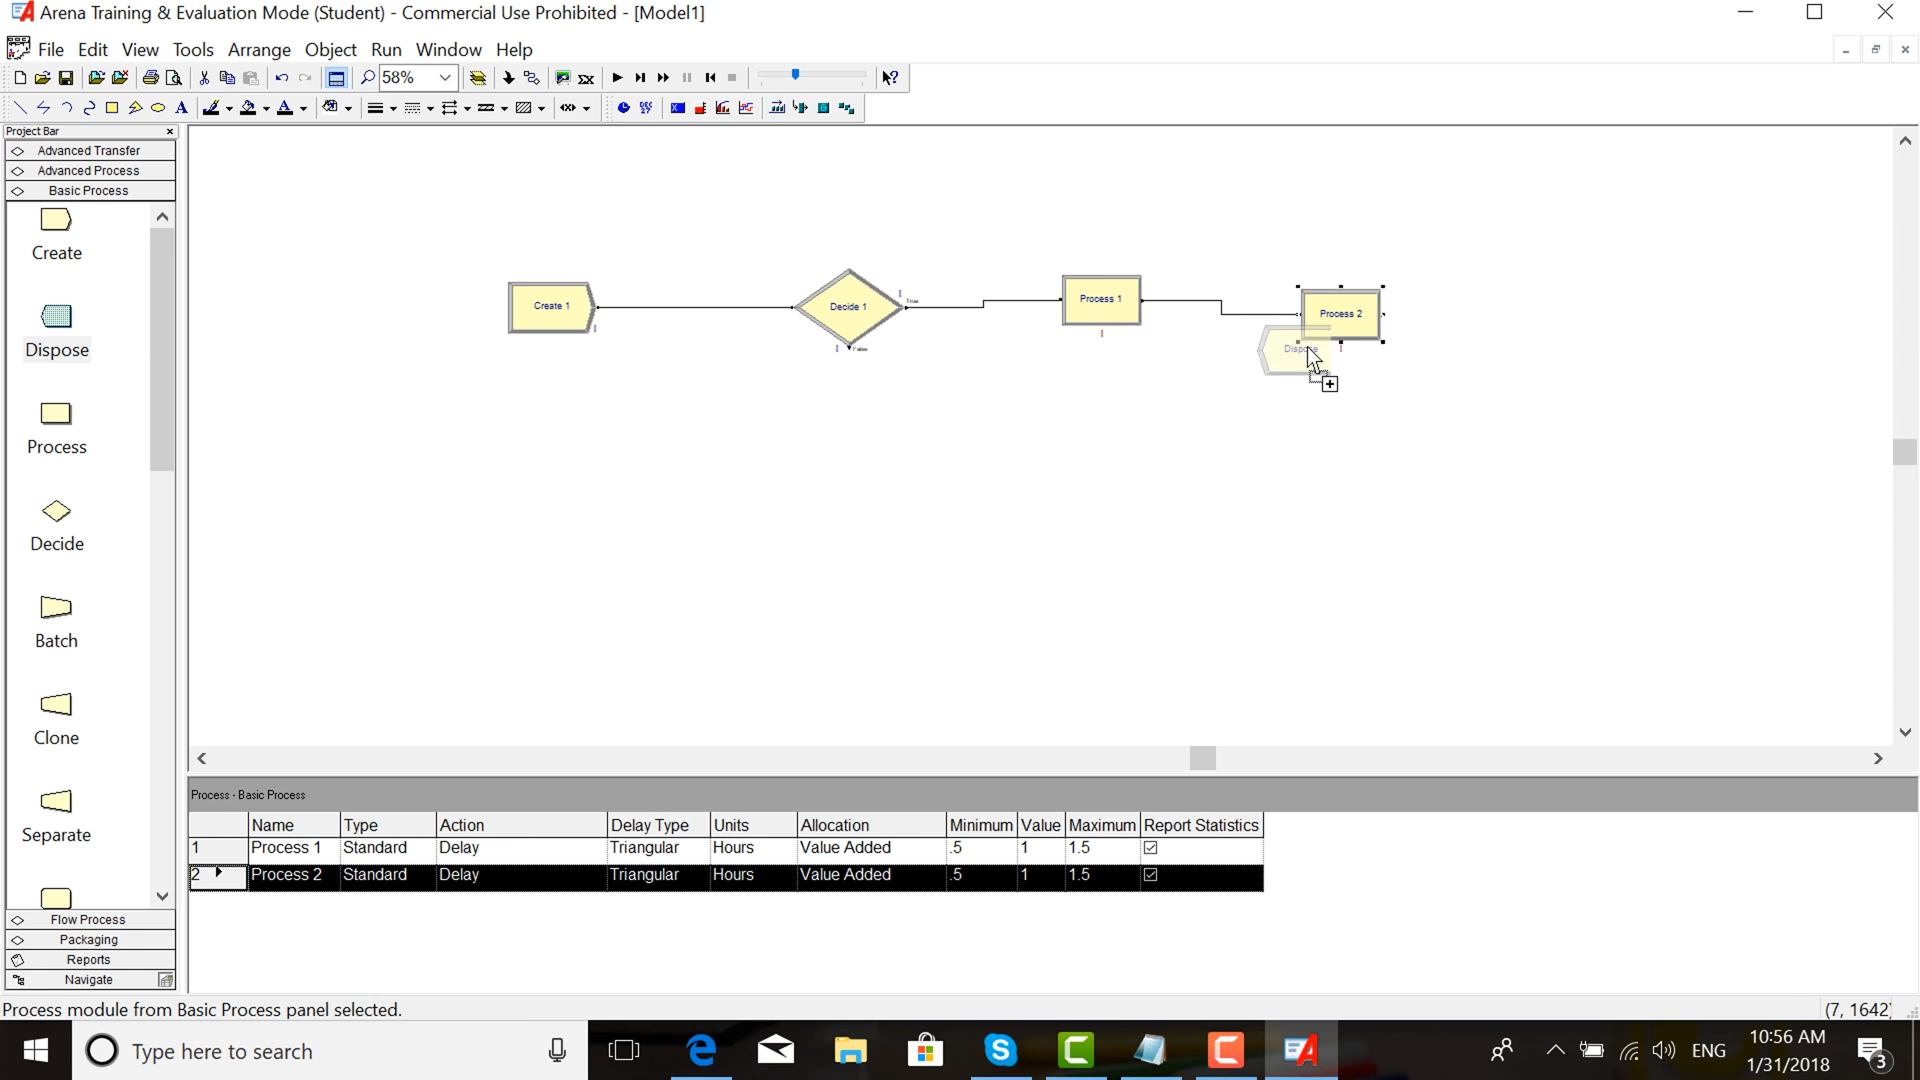 Arena Training & Evaluation Mode (Student) - Commercial Use Prohibited - [Model1]
File Edit View Tools Arrange Object Run Window Help
58%
Project Bar
Advanced Transfer
Advanced Process
Basic Process
Create
Dispose
Process
Decide
Batch
Clone
Separate
Flow Process
Packaging
Reports
Navigate
Create 1
Decide 1
True
False
Process 1
Process 2
Dispose
Process - Basic Process
Name Type Action Delay Type Units Allocation Minimum Value Maximum Report Statistics
1 Process 1 Standard Delay Triangular Hours Value Added .5 1 1.5
2 Process 2 Standard Delay Triangular Hours Value Added .5 1 1.5
Process module from Basic Process panel selected.
(7, 1642)
Type here to search
ENG
10:56 AM
1/31/2018
3